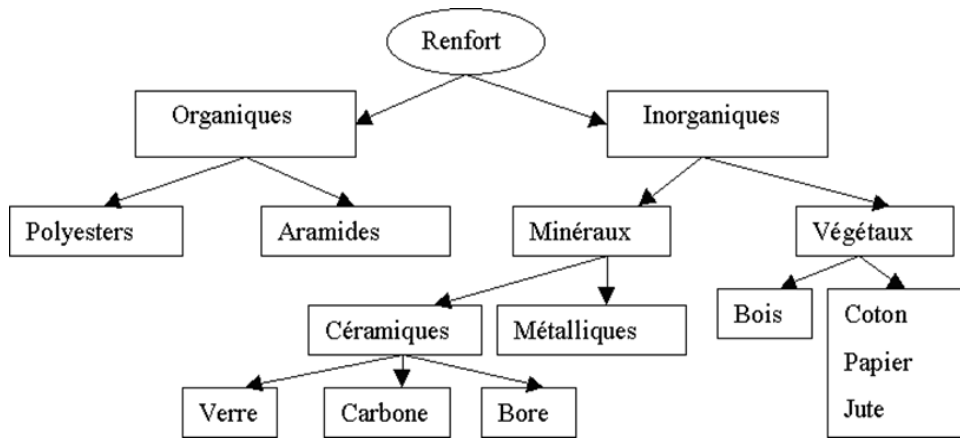 Renfort
Organiques
Inorganiques
Polyesters
Aramides
Minéraux
Végétaux
Céramiques
Métalliques
Bois
Coton
Papier
Jute
Verre
Carbone
Bore